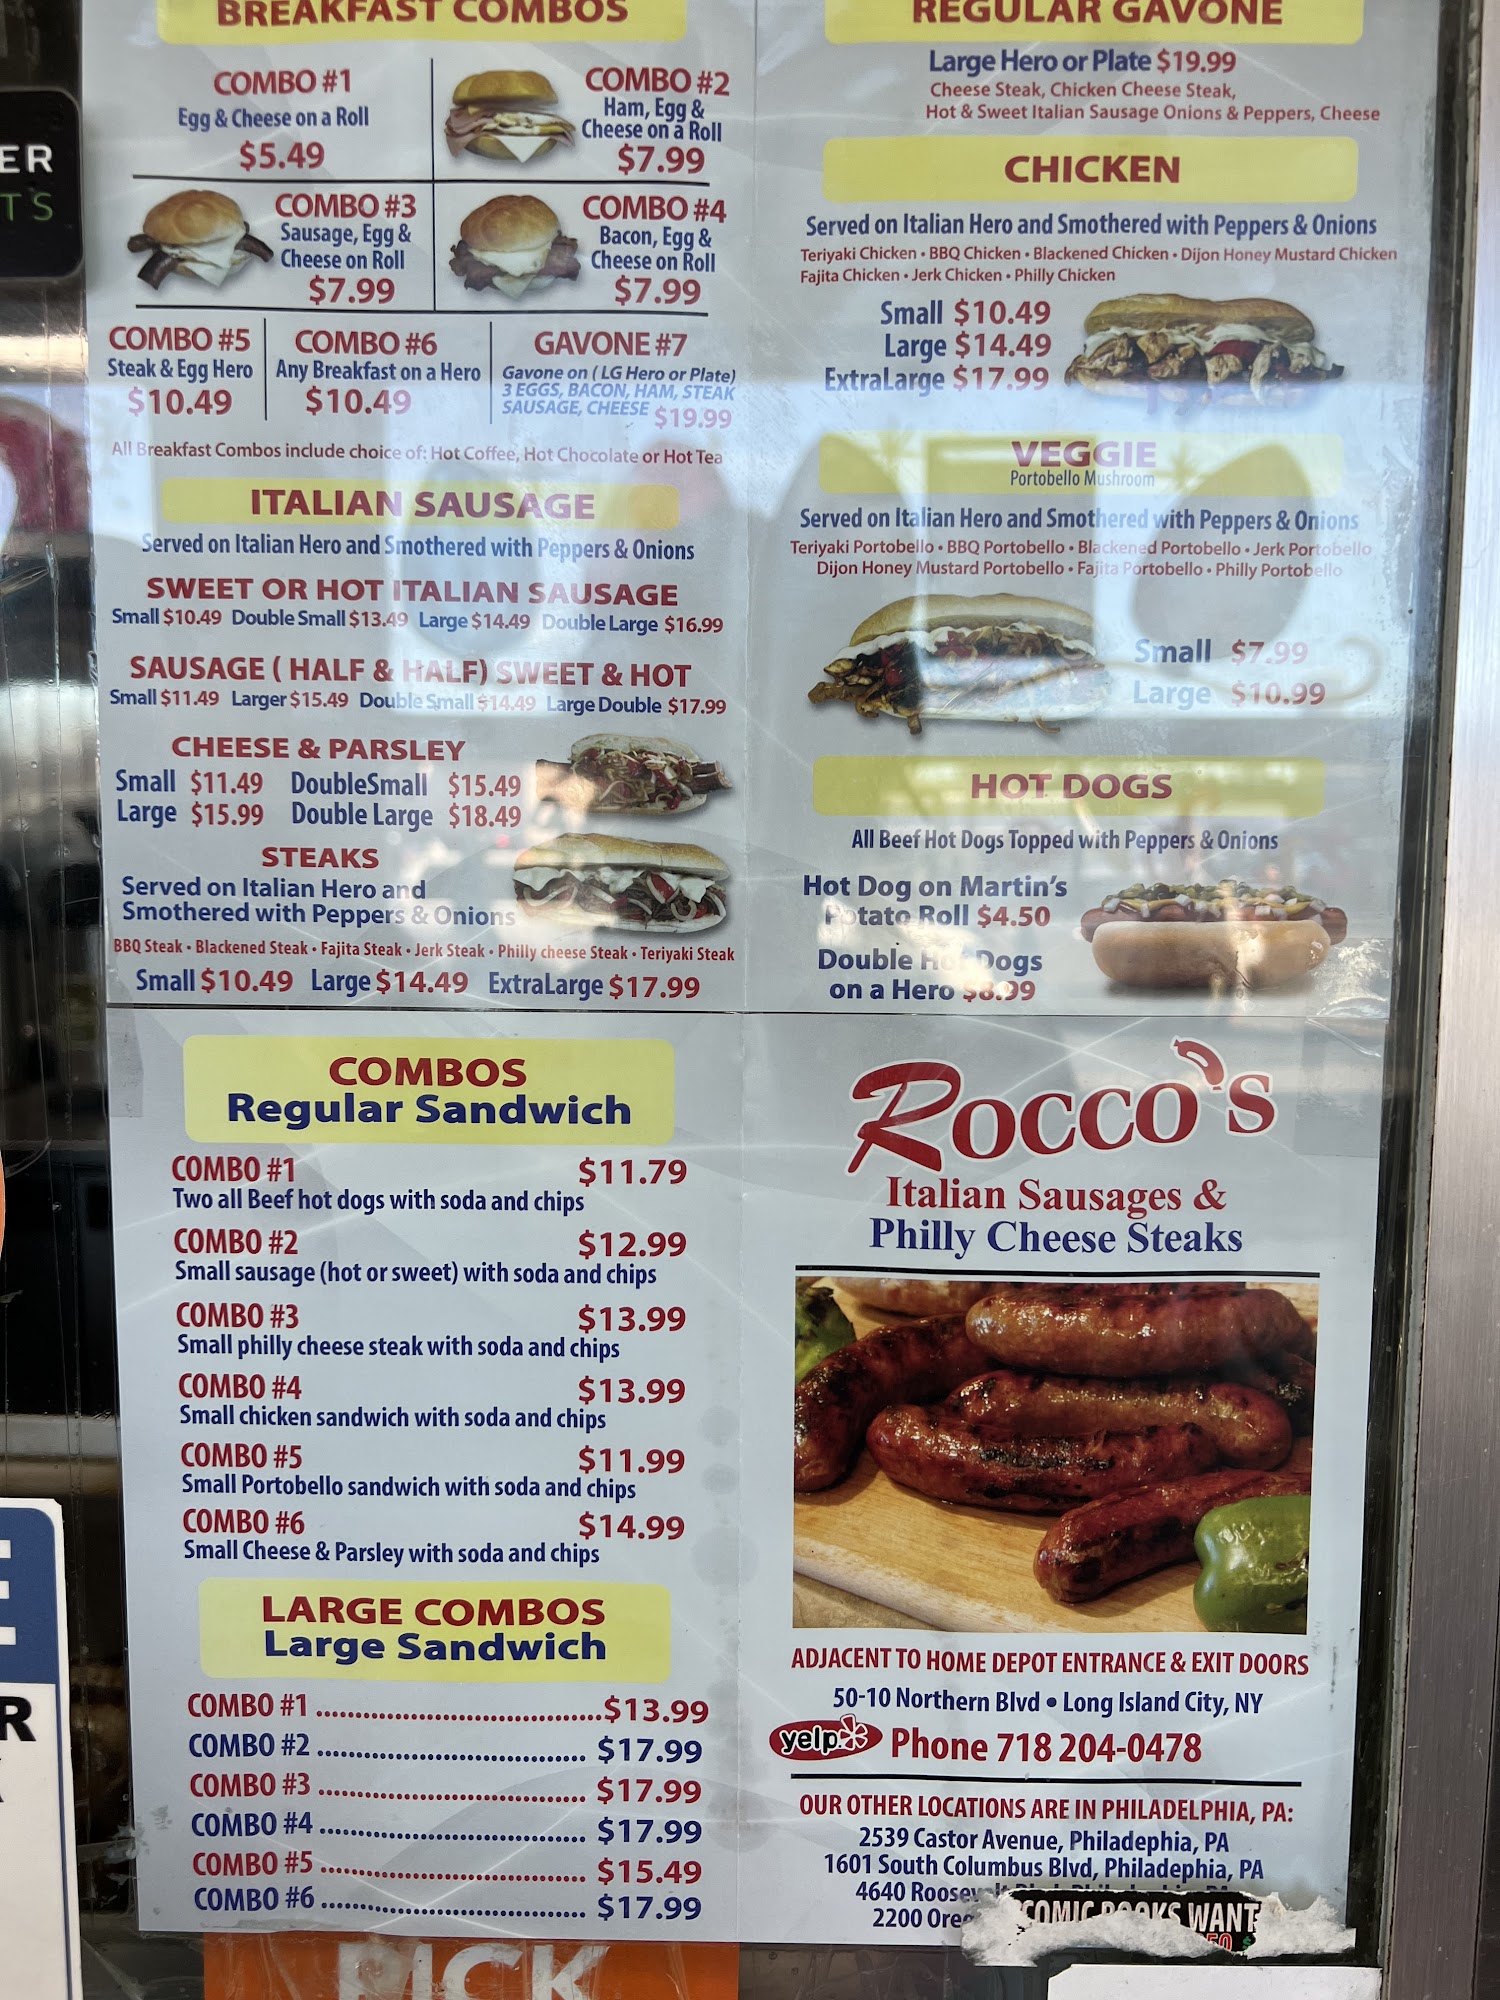 BREAKFAST COMBOS
COMBO #1
Egg & Cheese on a Roll
$5.49
COMBO #2
Ham, Egg &
Cheese on a Roll
$7.99
COMBO #3
Sausage, Egg &
Cheese on Roll
$7.99
COMBO #4
Bacon, Egg &
Cheese on Roll
$7.99
COMBO #5
Steak & Egg Hero
$10.49
COMBO #6
Any Breakfast on a Hero
$10.49
GAVONE #7
Gavone on ( LG Hero or Plate)
3 EGGS, BACON, HAM, STEAK
SAUSAGE, CHEESE $19.99
All Breakfast Combos include choice of: Hot Coffee, Hot Chocolate or Hot Tea
ITALIAN SAUSAGE
Served on Italian Hero and Smothered with Peppers & Onions
SWEET OR HOT ITALIAN SAUSAGE
Small $10.49 Double Small $13.49 Large $14.49 Double Large $16.99
SAUSAGE ( HALF & HALF) SWEET & HOT
Small $11.49 Larger $15.49 Double Small $14.49 Large Double $17.99
CHEESE & PARSLEY
Small $11.49 DoubleSmall $15.49
Large $15.99 Double Large $18.49
STEAKS
Served on Italian Hero and
Smothered with Peppers & Onions
BBQ Steak • Blackened Steak • Fajita Steak • Jerk Steak • Philly cheese Steak • Teriyaki Steak
Small $10.49 Large $14.49 ExtraLarge $17.99
REGULAR GAVONE
Large Hero or Plate $19.99
Cheese Steak, Chicken Cheese Steak,
Hot & Sweet Italian Sausage Onions & Peppers, Cheese
CHICKEN
Served on Italian Hero and Smothered with Peppers & Onions
Teriyaki Chicken • BBQ Chicken • Blackened Chicken • Dijon Honey Mustard Chicken
Fajita Chicken • Jerk Chicken • Philly Chicken
Small $10.49
Large $14.49
ExtraLarge $17.99
VEGGIE
Portobello Mushroom
Served on Italian Hero and Smothered with Peppers & Onions
Teriyaki Portobello • BBQ Portobello • Blackened Portobello • Jerk Portobello
Dijon Honey Mustard Portobello • Fajita Portobello • Philly Portobello
Small $7.99
Large $10.99
HOT DOGS
All Beef Hot Dogs Topped with Peppers & Onions
Hot Dog on Martin's
Potato Roll $4.50
Double Hot Dogs
on a Hero $8.99
COMBOS
Regular Sandwich
COMBO #1 $11.79
Two all Beef hot dogs with soda and chips
COMBO #2 $12.99
Small sausage (hot or sweet) with soda and chips
COMBO #3 $13.99
Small philly cheese steak with soda and chips
COMBO #4 $13.99
Small chicken sandwich with soda and chips
COMBO #5 $11.99
Small Portobello sandwich with soda and chips
COMBO #6 $14.99
Small Cheese & Parsley with soda and chips
LARGE COMBOS
Large Sandwich
COMBO #1 ................................ $13.99
COMBO #2 ................................ $17.99
COMBO #3 ................................ $17.99
COMBO #4 ................................ $17.99
COMBO #5 ................................ $15.49
COMBO #6 ................................ $17.99
ROCCO'S
Italian Sausages &
Philly Cheese Steaks
ADJACENT TO HOME DEPOT ENTRANCE & EXIT DOORS
50-10 Northern Blvd • Long Island City, NY
yelp Phone 718 204-0478
OUR OTHER LOCATIONS ARE IN PHILADELPHIA, PA:
2539 Castor Avenue, Philadephia, PA
1601 South Columbus Blvd, Philadephia, PA
4640
2200
COMIC BOOKS WANT
PICK